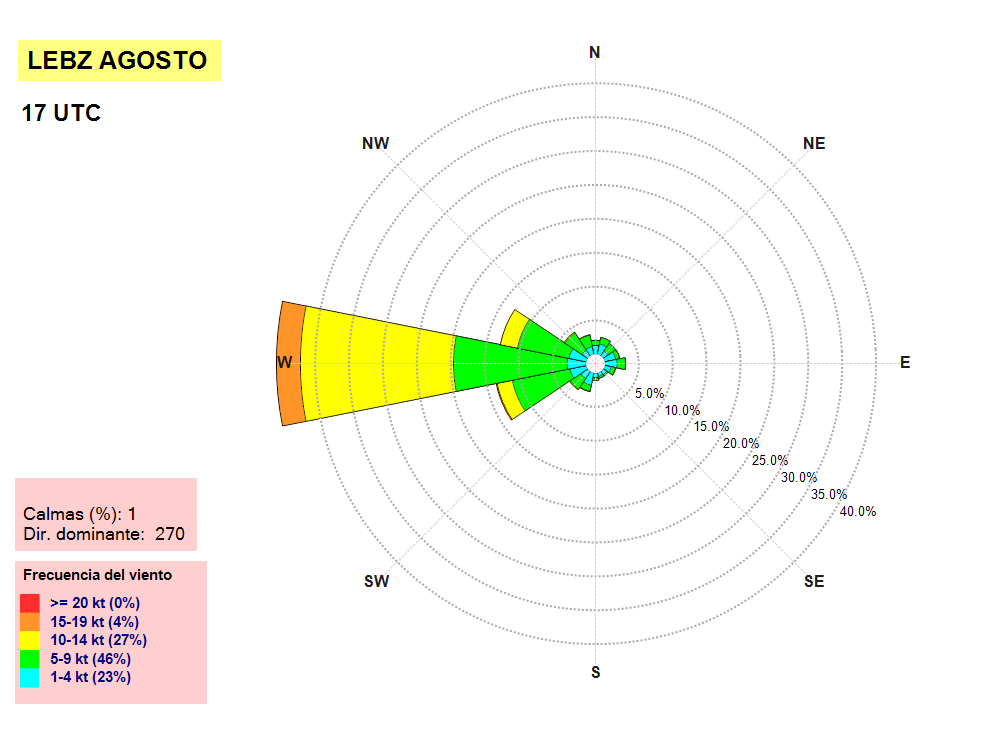 LEBZ AGOSTO
17 UTC
N
NW
NE
W
E
5.0%
10.0%
15.0%
20.0%
25.0%
30.0%
35.0%
40.0%
SW
SE
S
Calmas (%): 1
Dir. dominante: 270
Frecuencia del viento
>= 20 kt (0%)
15-19 kt (4%)
10-14 kt (27%)
5-9 kt (46%)
1-4 kt (23%)